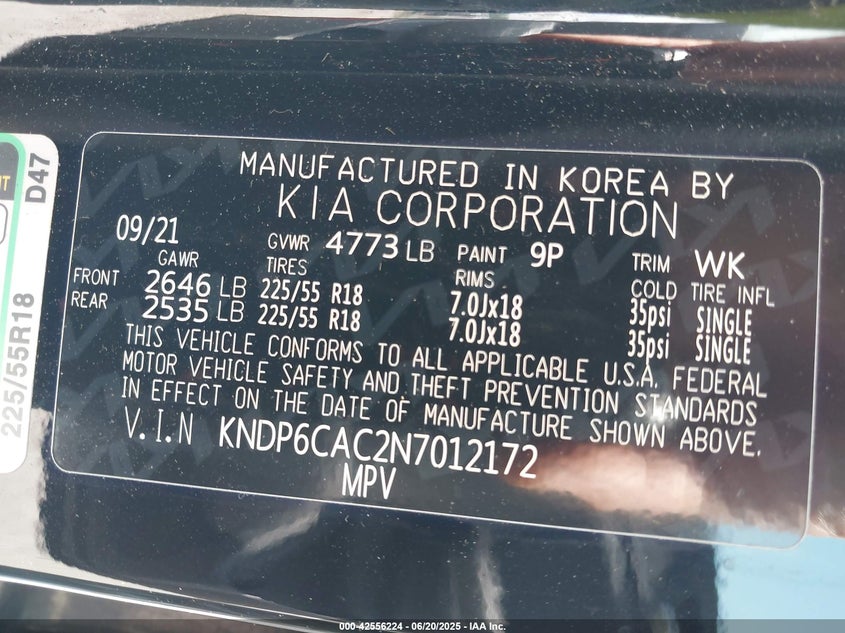 MANUFACTURED IN KOREA BY
KIA CORPORATION
09/21 GVWR 4773 LB PAINT 9P TRIM WK
GAWR TIRES RIMS COLD TIRE INFL
FRONT 2646 LB 225/55 R18 7.0Jx18 35psi SINGLE
REAR 2535 LB 225/55 R18 7.0Jx18 35psi SINGLE
THIS VEHICLE CONFORMS TO ALL APPLICABLE U.S.A. FEDERAL
MOTOR VEHICLE SAFETY AND THEFT PREVENTION STANDARDS
IN EFFECT ON THE DATE OF MANUFACTURE SHOWN ABOVE.
V.I.N KNDP6CAC2N7012172
MPV
D47
225/55R18
000-42556224 - 06/20/2025 - IAA Inc.